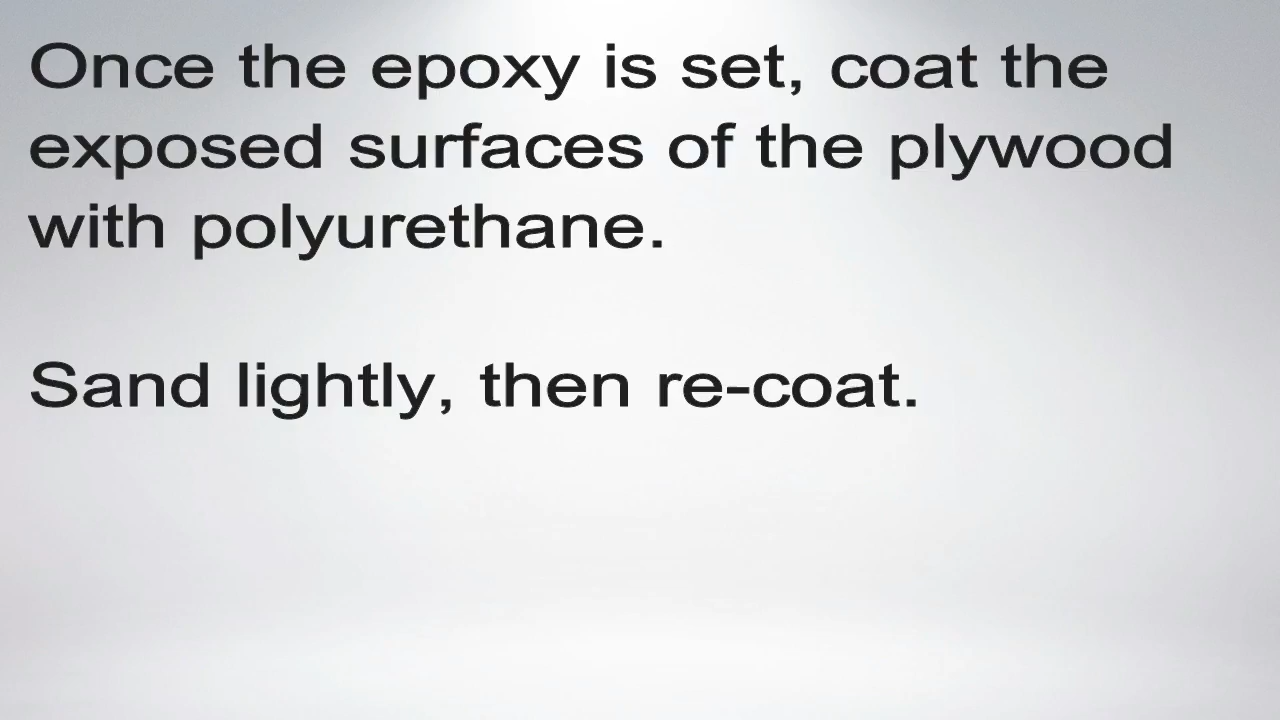 Once the epoxy is set, coat the
exposed surfaces of the plywood
with polyurethane.
Sand lightly, then re-coat.